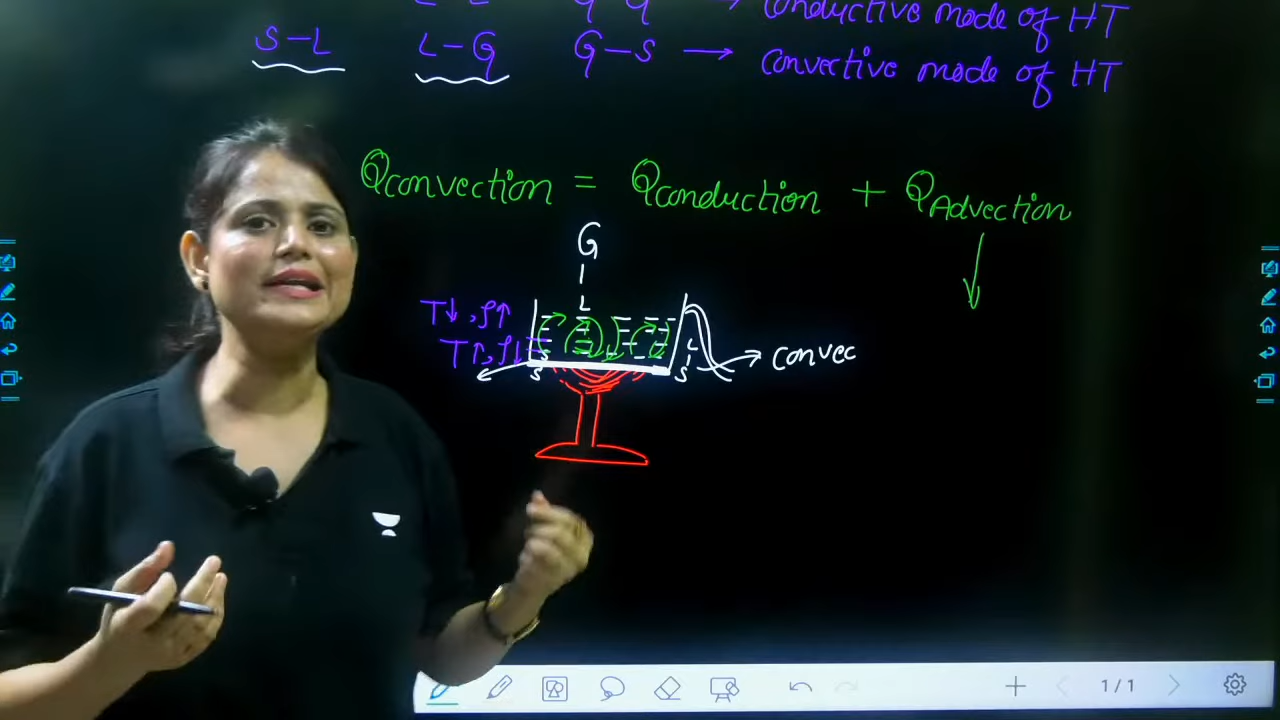 conductive mode of HT
S-L L-G G-S → convective mode of HT
Qconvection = Qconduction + QAdvection
G
L
T↓, ρ↑
T↑, ρ↓
L
S S → convec
1/1